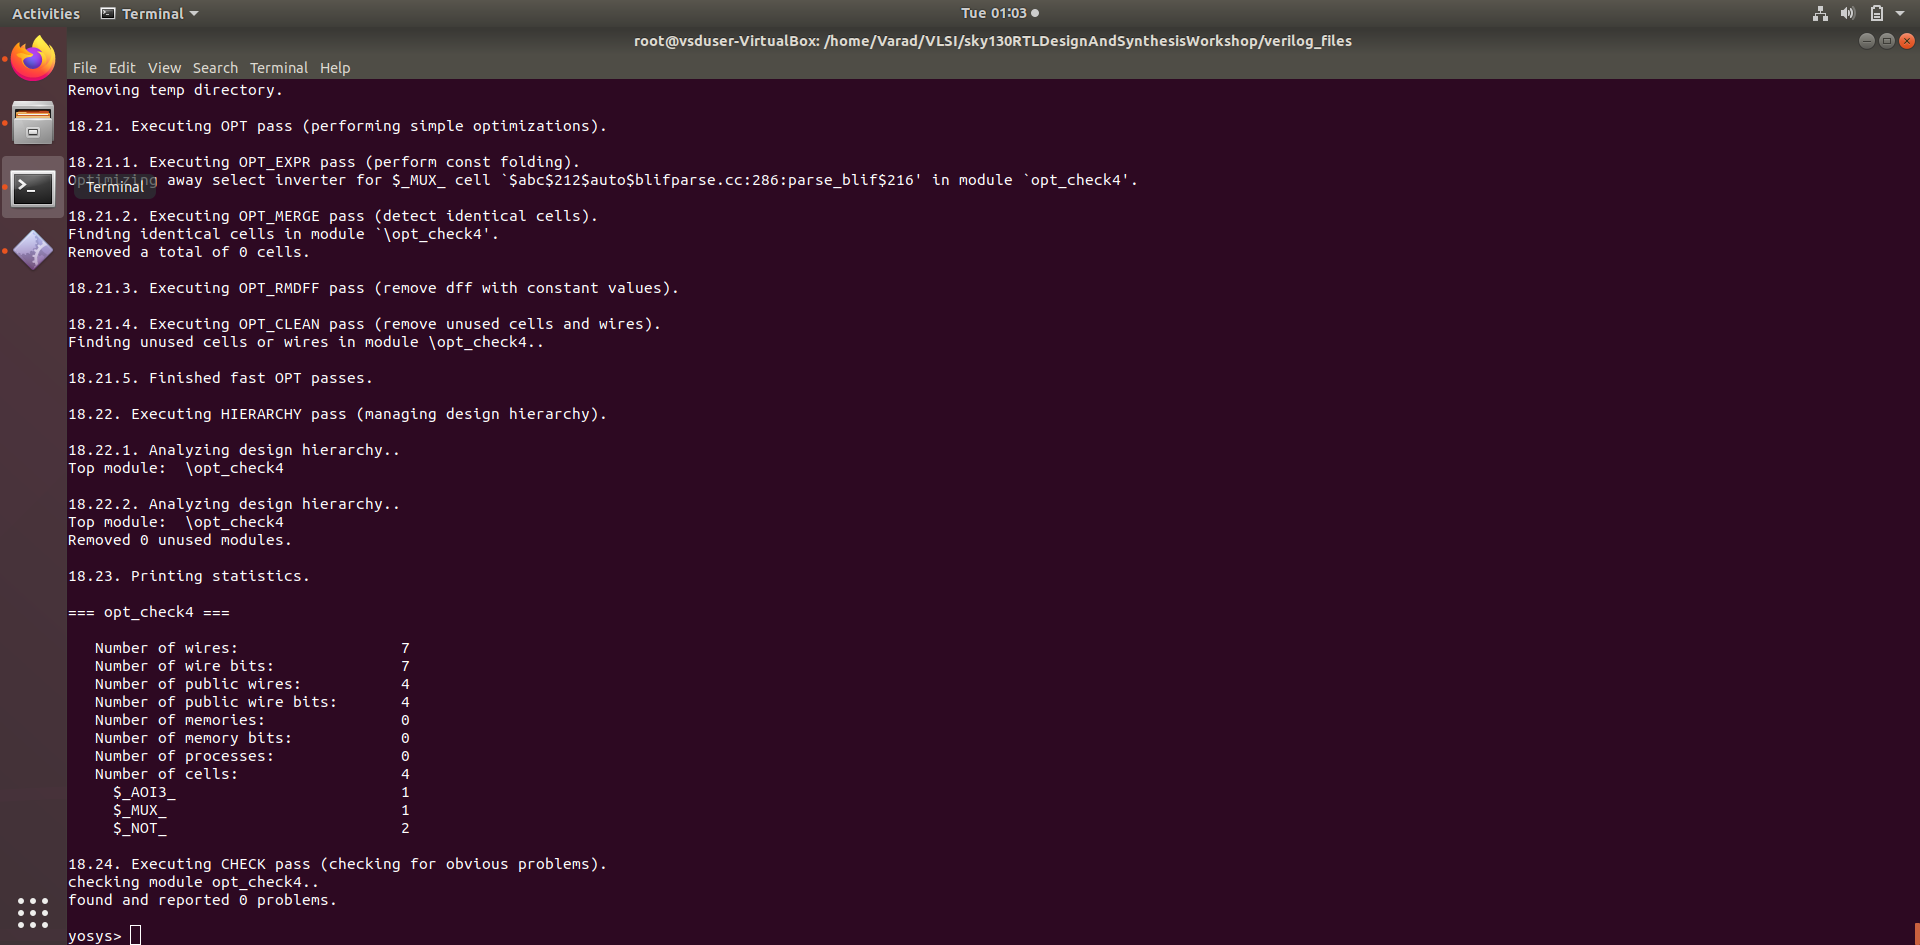 Activities Terminal Tue 01:03
root@vsduser-VirtualBox: /home/Varad/VLSI/sky130RTLDesignAndSynthesisWorkshop/verilog_files
File Edit View Search Terminal Help
Removing temp directory.
18.21. Executing OPT pass (performing simple optimizations).
18.21.1. Executing OPT_EXPR pass (perform const folding).
Optimizing away select inverter for $_MUX_ cell `$abc$212$auto$blifparse.cc:286:parse_blif$216' in module `opt_check4'.
Terminal
18.21.2. Executing OPT_MERGE pass (detect identical cells).
Finding identical cells in module `\opt_check4'.
Removed a total of 0 cells.
18.21.3. Executing OPT_RMDFF pass (remove dff with constant values).
18.21.4. Executing OPT_CLEAN pass (remove unused cells and wires).
Finding unused cells or wires in module \opt_check4..
18.21.5. Finished fast OPT passes.
18.22. Executing HIERARCHY pass (managing design hierarchy).
18.22.1. Analyzing design hierarchy..
Top module:  \opt_check4
18.22.2. Analyzing design hierarchy..
Top module:  \opt_check4
Removed 0 unused modules.
18.23. Printing statistics.
=== opt_check4 ===
Number of wires: 7
Number of wire bits: 7
Number of public wires: 4
Number of public wire bits: 4
Number of memories: 0
Number of memory bits: 0
Number of processes: 0
Number of cells: 4
$_AOI3_ 1
$_MUX_ 1
$_NOT_ 2
18.24. Executing CHECK pass (checking for obvious problems).
checking module opt_check4..
found and reported 0 problems.
yosys>